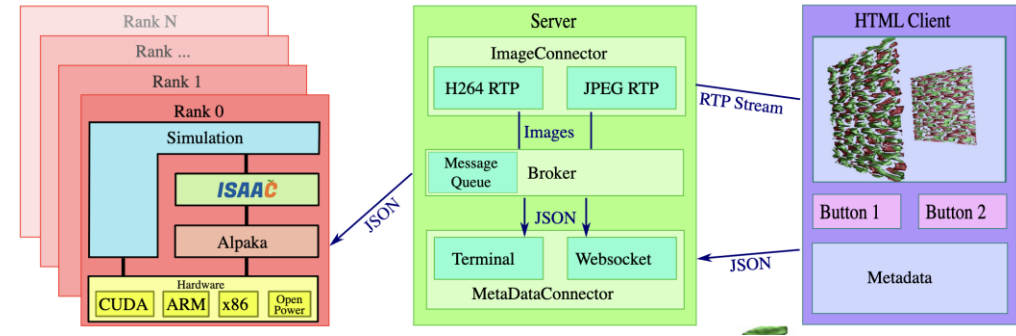 Rank N
Rank ...
Rank 1
Rank 0
Simulation
ISAAC
Alpaka
Hardware
CUDA
ARM
x86
Open
Power
JSON
Server
ImageConnector
H264 RTP
JPEG RTP
Images
Message
Queue
Broker
JSON
Terminal
Websocket
MetaDataConnector
RTP Stream
JSON
HTML Client
Button 1
Button 2
Metadata